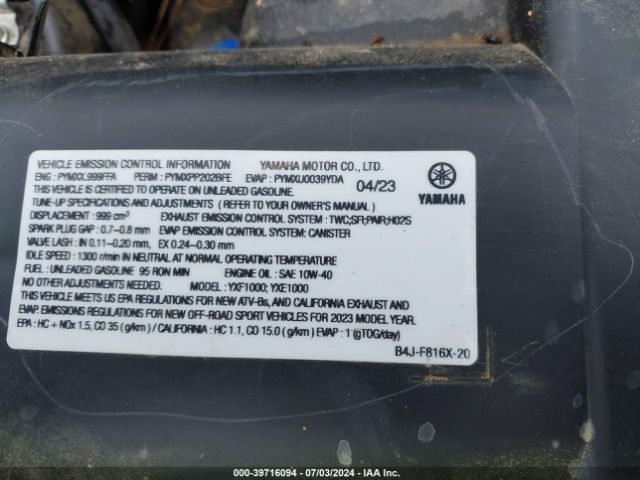 VEHICLE EMISSION CONTROL INFORMATION YAMAHA MOTOR CO., LTD.
ENG : PYMXX.999FFA PERM : PYMXPP202BFE EVAP : PYMXU0039YDA 04/23
THIS VEHICLE IS CERTIFIED TO OPERATE ON UNLEADED GASOLINE.
TUNE-UP SPECIFICATIONS AND ADJUSTMENTS ( REFER TO YOUR OWNER'S MANUAL )
DISPLACEMENT : 999 cm³ EXHAUST EMISSION CONTROL SYSTEM : TWC;SFI;PAIR;HO2S
SPARK PLUG GAP : 0.7-0.8 mm EVAP EMISSION CONTROL SYSTEM: CANISTER
VALVE LASH : IN 0.11-0.20 mm, EX 0.24-0.30 mm
IDLE SPEED : 1300 r/min IN NEUTRAL AT NORMAL OPERATING TEMPERATURE
FUEL : UNLEADED GASOLINE 95 RON MIN ENGINE OIL : SAE 10W-40
NO OTHER ADJUSTMENTS NEEDED. MODEL : YXF1000; YXE1000
THIS VEHICLE MEETS US EPA REGULATIONS FOR NEW ATV-Bs, AND CALIFORNIA EXHAUST AND
EVAP. EMISSIONS REGULATIONS FOR NEW OFF-ROAD SPORT VEHICLES FOR 2023 MODEL YEAR.
EPA : HC + NOx 1.5, CO 35 ( g/km ) / CALIFORNIA : HC 1.1, CO 15.0 ( g/km ) EVAP : 1 (gTOG/day)
YAMAHA
B4J-F816X-20
000-39716094 - 07/03/2024 - IAA Inc.